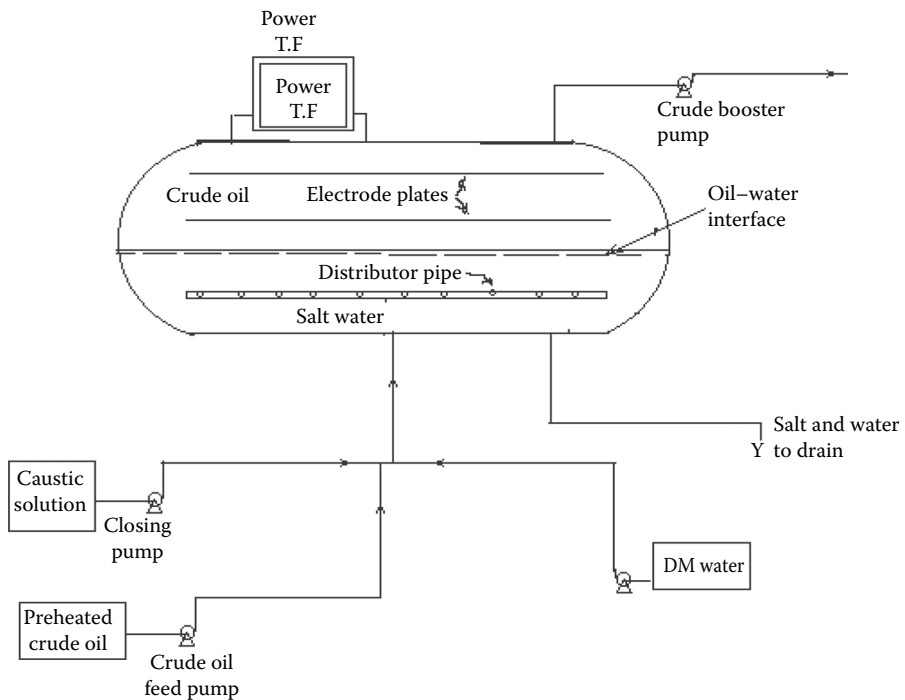 Power
T.F
Power
T.F
Crude booster
pump
Crude oil
Electrode plates
Oil–water
interface
Distributor pipe
Salt water
Salt and water
Y to drain
Caustic
solution
Closing
pump
DM water
Preheated
crude oil
Crude oil
feed pump